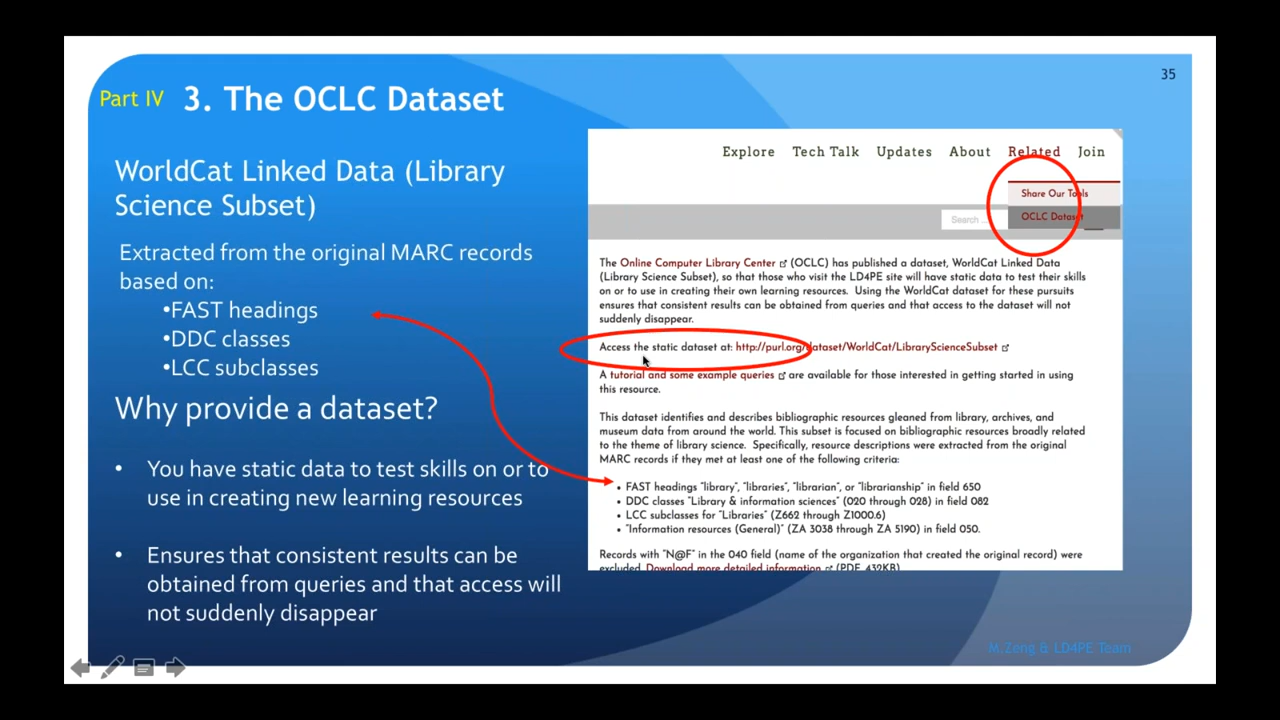 35
Part IV 3. The OCLC Dataset
WorldCat Linked Data (Library
Science Subset)
Extracted from the original MARC records
based on:
•FAST headings
•DDC classes
•LCC subclasses
Why provide a dataset?
• You have static data to test skills on or to
use in creating new learning resources
• Ensures that consistent results can be
obtained from queries and that access will
not suddenly disappear
Explore Tech Talk Updates About Related Join
Share Our Tools
Search ... OCLC Dataset
The Online Computer Library Center (OCLC) has published a dataset, WorldCat Linked Data
(Library Science Subset), so that those who visit the LD4PE site will have static data to test their skills
on or to use in creating their own learning resources. Using the WorldCat dataset for these pursuits
ensures that consistent results can be obtained from queries and that access to the dataset will not
suddenly disappear.
Access the static dataset at: http://purl.org/dataset/WorldCat/LibraryScienceSubset
A tutorial and some example queries are available for those interested in getting started in using
this resource.
This dataset identifies and describes bibliographic resources gleaned from library, archives, and
museum data from around the world. This subset is focused on bibliographic resources broadly related
to the theme of library science. Specifically, resource descriptions were extracted from the original
MARC records if they met at least one of the following criteria:
• FAST headings "library", "libraries", "librarian", or "librarianship" in field 650
• DDC classes "Library & information sciences" (020 through 028) in field 082
• LCC subclasses for "Libraries" (Z662 through Z1000.6)
• "Information resources (General)" (ZA 3038 through ZA 5190) in field 050.
Records with "N@F" in the 040 field (name of the organization that created the original record) were
excluded. Download more detailed information (PDF, 432KB)
M.Zeng & LD4PE Team